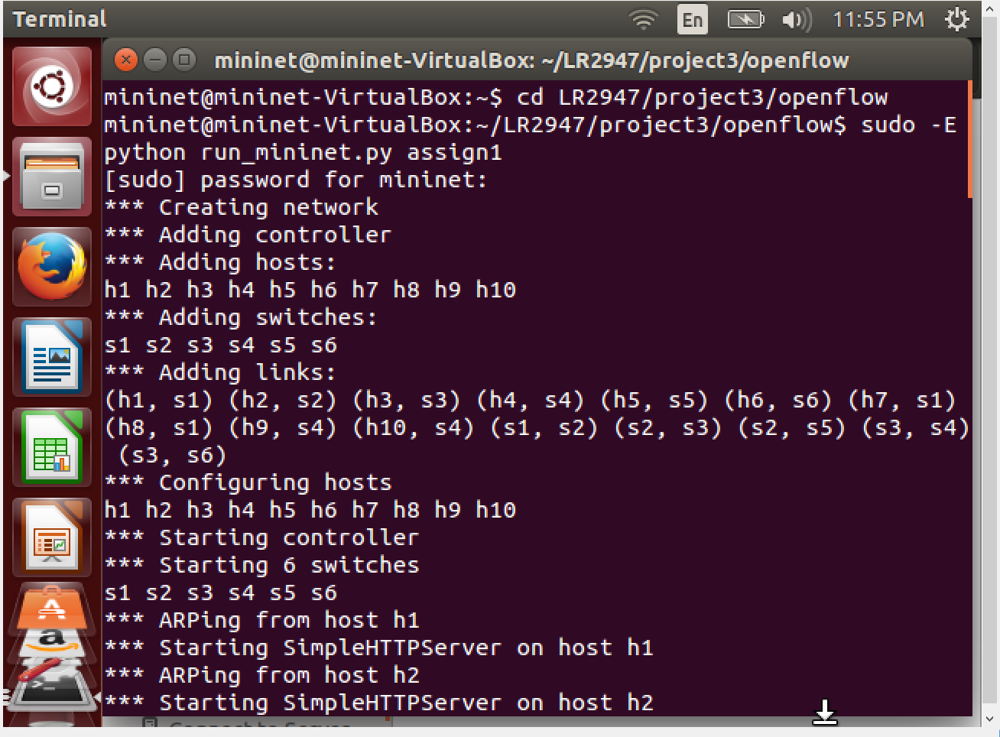 Terminal
En
11:55 PM
mininet@mininet-VirtualBox: ~/LR2947/project3/openflow
mininet@mininet-VirtualBox:~$ cd LR2947/project3/openflow
mininet@mininet-VirtualBox:~/LR2947/project3/openflow$ sudo -E
python run_mininet.py assign1
[sudo] password for mininet:
*** Creating network
*** Adding controller
*** Adding hosts:
h1 h2 h3 h4 h5 h6 h7 h8 h9 h10
*** Adding switches:
s1 s2 s3 s4 s5 s6
*** Adding links:
(h1, s1) (h2, s2) (h3, s3) (h4, s4) (h5, s5) (h6, s6) (h7, s1)
(h8, s1) (h9, s4) (h10, s4) (s1, s2) (s2, s3) (s2, s5) (s3, s4)
(s3, s6)
*** Configuring hosts
h1 h2 h3 h4 h5 h6 h7 h8 h9 h10
*** Starting controller
*** Starting 6 switches
s1 s2 s3 s4 s5 s6
*** ARPing from host h1
*** Starting SimpleHTTPServer on host h1
*** ARPing from host h2
*** Starting SimpleHTTPServer on host h2